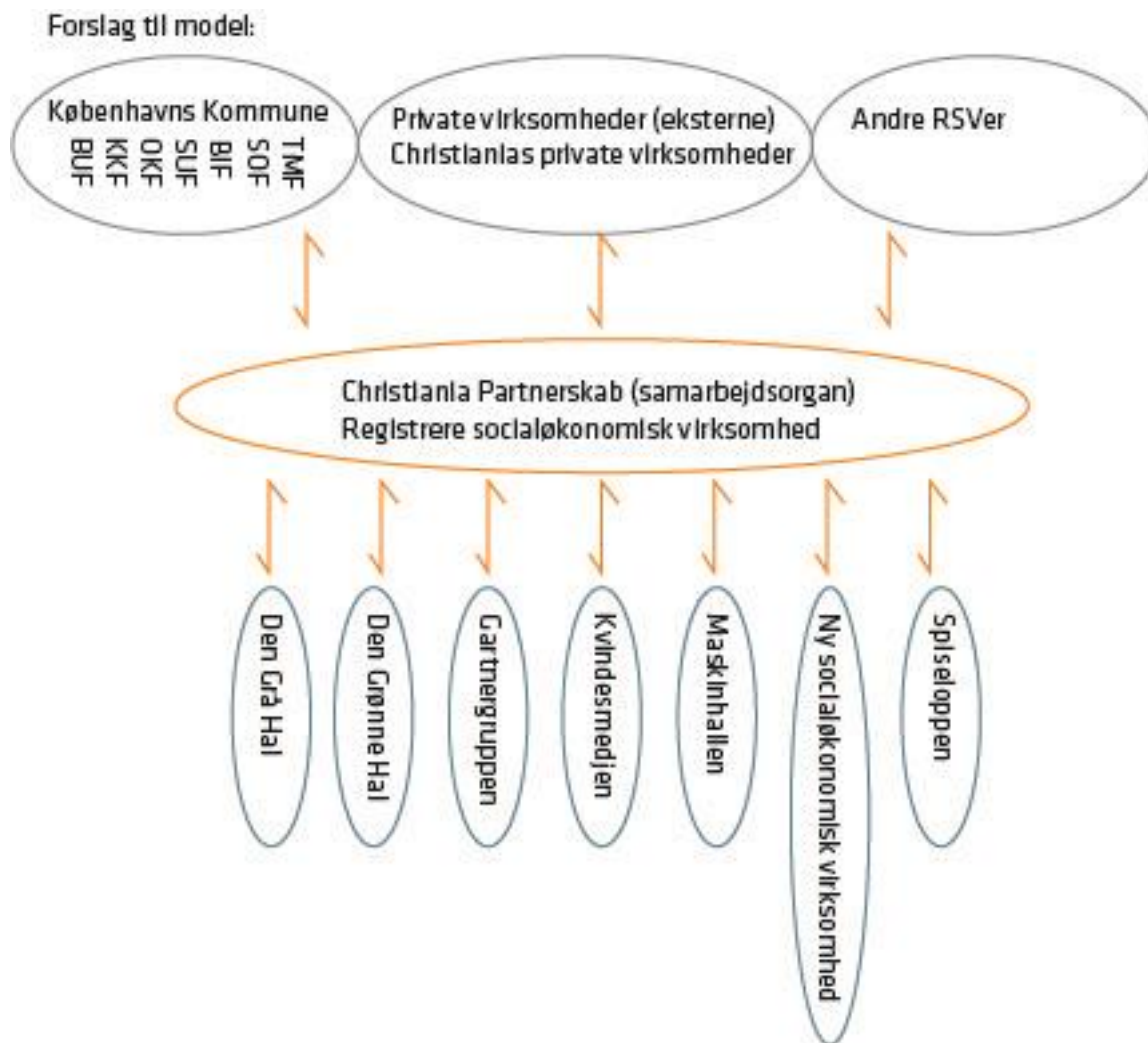 Forslag til model:
Københavns Kommune
BUF
KKF
OKF
SUF
BIF
SOF
TMF
Private virksomheder (eksterne)
Christianias private virksomheder
Andre RSVer
Christiania Partnerskab (samarbejdsorgan)
Registrere socialøkonomisk virksomhed
Den Grå Hal
Den Grønne Hal
Gartnergruppen
Kvindesmedjen
Maskinhallen
Ny socialøkonomisk virksomhed
Spiseloppen